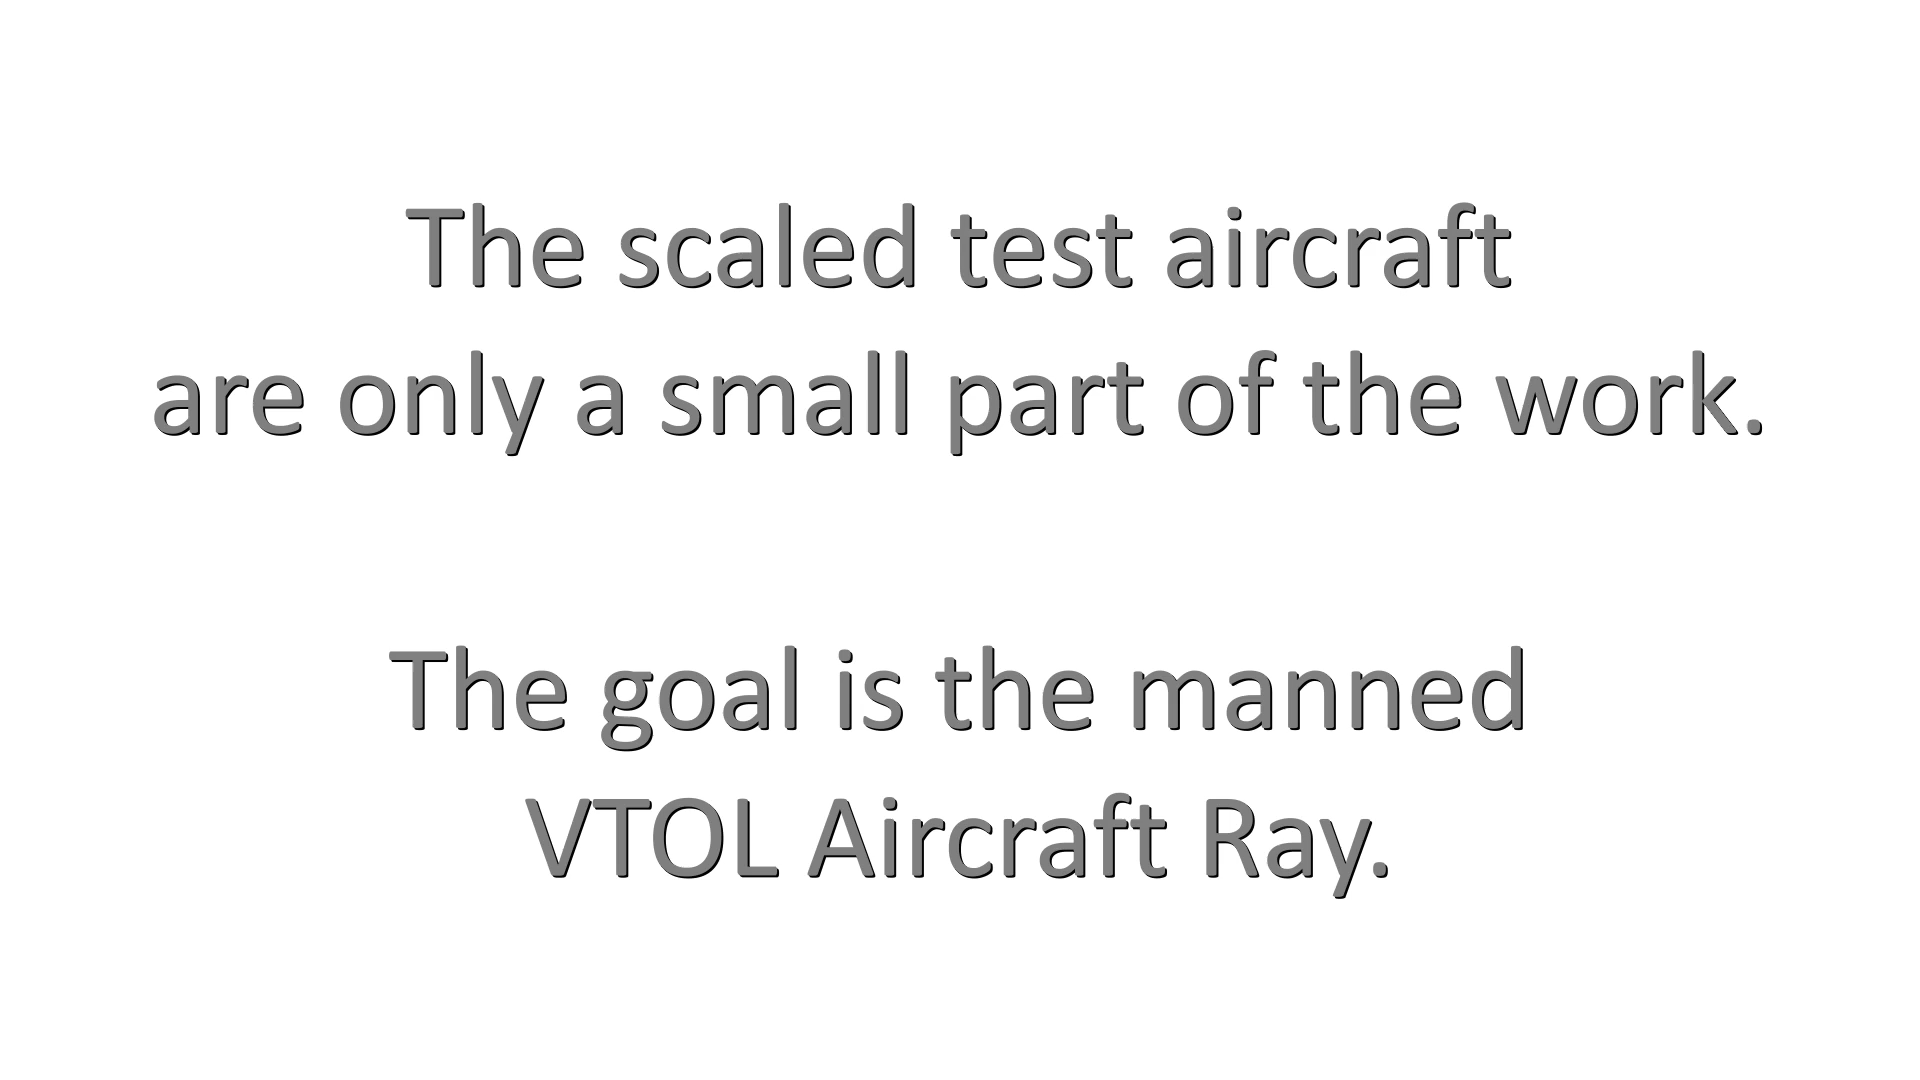 The scaled test aircraft
are only a small part of the work.
The goal is the manned
VTOL Aircraft Ray.